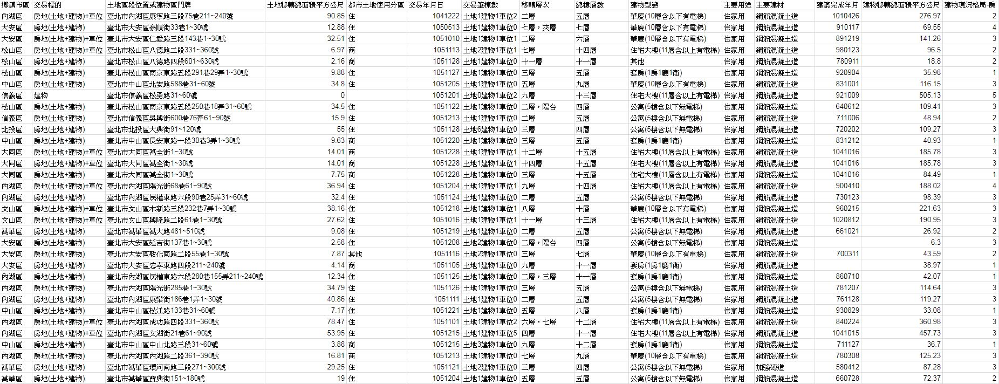 鄉鎮市區 交易標的 土地區段位置或建物區門牌 土地移轉總面積平方公尺 都市土地使用分區 交易年月日 交易筆棟數 移轉層次 總樓層數 建物型態 主要用途 主要建材 建築完成年月 建物移轉總面積平方公尺 建物現況格局-房
內湖區 房地(土地+建物)+車位 臺北市內湖區康寧路三段75巷211~240號 90.85 住 1041222 土地1建物1車位2 二層 五層 華廈(10層含以下有電梯) 住家用 鋼筋混凝土造 1010426 276.97 2
大安區 房地(土地+建物) 臺北市大安區泰順街33巷1~30號 12.88 住 1050513 土地1建物1車位0 七層，夾層 七層 華廈(10層含以下有電梯) 住家用 鋼筋混凝土造 910117 69.55 4
大安區 房地(土地+建物)+車位 臺北市大安區仁愛路三段143巷1~30號 32.51 住 1051010 土地1建物1車位1 二層 六層 華廈(10層含以下有電梯) 住家用 鋼筋混凝土造 891219 141.26 3
松山區 房地(土地+建物)+車位 臺北市松山區八德路二段331~360號 6.97 商 1051113 土地2建物1車位1 七層 十四層 住宅大樓(11層含以上有電梯) 住家用 鋼筋混凝土造 980123 96.5 2
松山區 房地(土地+建物) 臺北市松山區八德路四段601~630號 2.16 商 1051128 土地1建物1車位0 十一層 十一層 其他 住家用 鋼筋混凝土造 780911 18.8 2
松山區 房地(土地+建物) 臺北市松山區南京東路五段291巷29弄1~30號 9.88 住 1051127 土地1建物1車位0 三層 五層 套房(1房1廳1衛) 住家用 鋼筋混凝土造 920904 35.98 1
中山區 房地(土地+建物) 臺北市中山區北安路588巷31~60號 34.8 住 1051205 土地1建物1車位0 五層 九層 華廈(10層含以下有電梯) 住家用 鋼筋混凝土造 831001 116.15 3
信義區 建物 臺北市信義區松勇路31~60號 0 1051201 土地0建物1車位2 九層 十三層 住宅大樓(11層含以上有電梯) 住家用 鋼筋混凝土造 921009 505.13 5
松山區 房地(土地+建物) 臺北市松山區南京東路五段250巷18弄31~60號 34.5 住 1051122 土地1建物1車位0 二層，陽台 四層 公寓(5樓含以下無電梯) 住家用 鋼筋混凝土造 640612 109.41 3
信義區 房地(土地+建物) 臺北市信義區吳興街600巷76弄61~90號 15.9 住 1051213 土地1建物1車位0 二層 五層 公寓(5樓含以下無電梯) 住家用 鋼筋混凝土造 711006 48.94 2
北投區 房地(土地+建物) 臺北市北投區大興街91~120號 55 住 1051128 土地6建物1車位0 三層 四層 公寓(5樓含以下無電梯) 住家用 鋼筋混凝土造 720202 109.27 3
中山區 房地(土地+建物) 臺北市中山區長安東路一段30巷3弄1~30號 9.63 商 1051220 土地1建物1車位0 三層 五層 套房(1房1廳1衛) 住家用 鋼筋混凝土造 831212 40.93 1
大同區 房地(土地+建物)+車位 臺北市大同區萬全街1~30號 14.01 商 1051228 土地1建物1車位1 十二層 十五層 住宅大樓(11層含以上有電梯) 住家用 鋼筋混凝土造 1041016 185.78 3
大同區 房地(土地+建物)+車位 臺北市大同區萬全街1~30號 14.01 商 1051228 土地1建物1車位1 十四層 十五層 住宅大樓(11層含以上有電梯) 住家用 鋼筋混凝土造 1041016 185.78 3
大同區 房地(土地+建物) 臺北市大同區萬全街1~30號 7.75 商 1051228 土地1建物1車位0 三層 十五層 住宅大樓(11層含以上有電梯) 住家用 鋼筋混凝土造 1041016 84.49 1
內湖區 房地(土地+建物)+車位 臺北市內湖區陽光街68巷61~90號 36.94 住 1051204 土地1建物1車位1 九層 十四層 住宅大樓(11層含以上有電梯) 住家用 鋼筋混凝土造 900410 188.02 4
內湖區 房地(土地+建物) 臺北市內湖區民權東路六段90巷25弄31~60號 32.4 住 1051124 土地1建物1車位0 二層 五層 公寓(5樓含以下無電梯) 住家用 鋼筋混凝土造 730123 98.39 3
文山區 房地(土地+建物)+車位 臺北市文山區木新路三段232巷7弄1~30號 38.16 住 1051218 土地1建物1車位1 八層 十層 華廈(10層含以下有電梯) 住家用 鋼筋混凝土造 960215 221.63 3
文山區 房地(土地+建物)+車位 臺北市文山區興隆路二段61巷1~30號 27.62 住 1051016 土地1建物1車位1 十一層 十三層 住宅大樓(11層含以上有電梯) 住家用 鋼筋混凝土造 1020812 190.95 3
萬華區 房地(土地+建物) 臺北市萬華區萬大路481~510號 9.08 住 1051219 土地1建物1車位0 二層 五層 公寓(5樓含以下無電梯) 住家用 鋼筋混凝土造 661021 26.92 2
大安區 房地(土地+建物) 臺北市大安區延吉街137巷1~30號 2.58 住 1051208 土地2建物1車位0 二層，陽台 四層 公寓(5樓含以下無電梯) 住家用 鋼筋混凝土造 6.3 3
大安區 房地(土地+建物) 臺北市大安區敦化南路二段55巷1~30號 7.87 其他 1051116 土地2建物1車位0 三層 七層 華廈(10層含以下有電梯) 住家用 鋼筋混凝土造 700311 43.59 2
大安區 房地(土地+建物) 臺北市大安區忠孝東路四段211~240號 4.14 商 1051105 土地1建物1車位0 九層 十一層 套房(1房1廳1衛) 住家用 鋼筋混凝土造 38.97 1
內湖區 房地(土地+建物) 臺北市內湖區民權東路六段280巷155弄211~240號 12.34 住 1051125 土地1建物1車位0 二層，三層 十一層 套房(1房1廳1衛) 住家用 鋼筋混凝土造 860710 42.07 1
內湖區 房地(土地+建物) 臺北市內湖區陽光街285巷1~30號 34.79 住 1051126 土地1建物1車位0 三層 五層 公寓(5樓含以下無電梯) 住家用 鋼筋混凝土造 781207 114.64 3
內湖區 房地(土地+建物) 臺北市內湖區康樂街186巷1弄1~30號 40.86 住 1051111 土地1建物1車位0 二層 五層 公寓(5樓含以下無電梯) 住家用 鋼筋混凝土造 761128 119.27 3
中山區 房地(土地+建物) 臺北市中山區松江路133巷31~60號 7.17 住 1051221 土地1建物1車位0 五層 八層 套房(1房1廳1衛) 住家用 鋼筋混凝土造 930829 33.08 1
內湖區 房地(土地+建物)+車位 臺北市內湖區成功路四段331~360號 78.47 住 1051101 土地1建物1車位2 六層，七層 十二層 住宅大樓(11層含以上有電梯) 住家用 鋼筋混凝土造 840224 360.98 3
內湖區 房地(土地+建物)+車位 臺北市內湖區文湖街21巷61~90號 53.95 住 1051215 土地1建物1車位5 四層 十一層 住宅大樓(11層含以上有電梯) 住家用 鋼筋混凝土造 1041015 457.73 3
中山區 房地(土地+建物) 臺北市中山區中山北路三段31~60號 3.88 商 1051215 土地3建物1車位0 九層 十二層 套房(1房1廳1衛) 住家用 鋼筋混凝土造 711127 36.7 1
內湖區 房地(土地+建物) 臺北市內湖區內湖路二段361~390號 16.81 商 1051213 土地1建物1車位0 七層 九層 華廈(10層含以下有電梯) 住家用 鋼筋混凝土造 780308 125.23 3
萬華區 房地(土地+建物) 臺北市萬華區環河南路三段271~300號 29.25 住 1051121 土地2建物1車位0 三層 四層 公寓(5樓含以下無電梯) 住家用 加強磚造 580412 87.28 3
萬華區 房地(土地+建物) 臺北市萬華區寶興街151~180號 19 住 1051204 土地1建物1車位0 五層 五層 公寓(5樓含以下無電梯) 住家用 鋼筋混凝土造 660728 72.37 2